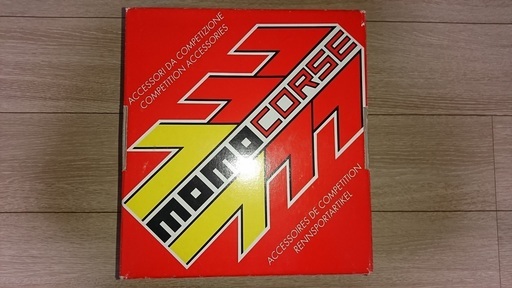 ACCESSORI DA COMPETIZIONE
COMPETITION ACCESSORIES
momo CORSE
ACCESSOIRES DE COMPETITION
RENNSPORTARTIKEL